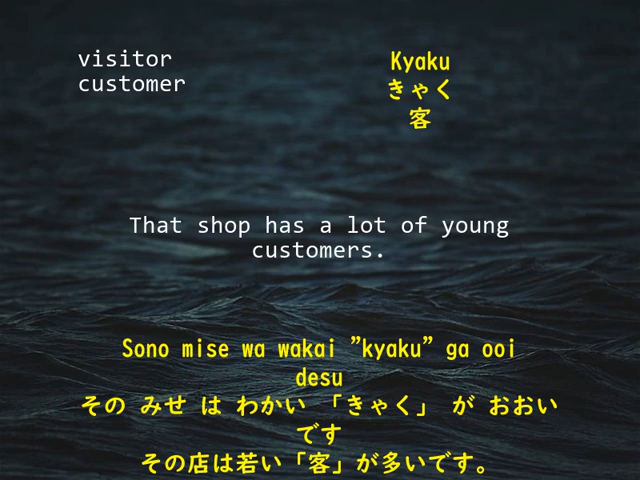 visitor
customer
Kyaku
きゃく
客
That shop has a lot of young
customers.
Sono mise wa wakai ”kyaku” ga ooi
desu
その みせ は わかい 「きゃく」 が おおい
です
その店は若い「客」が多いです。